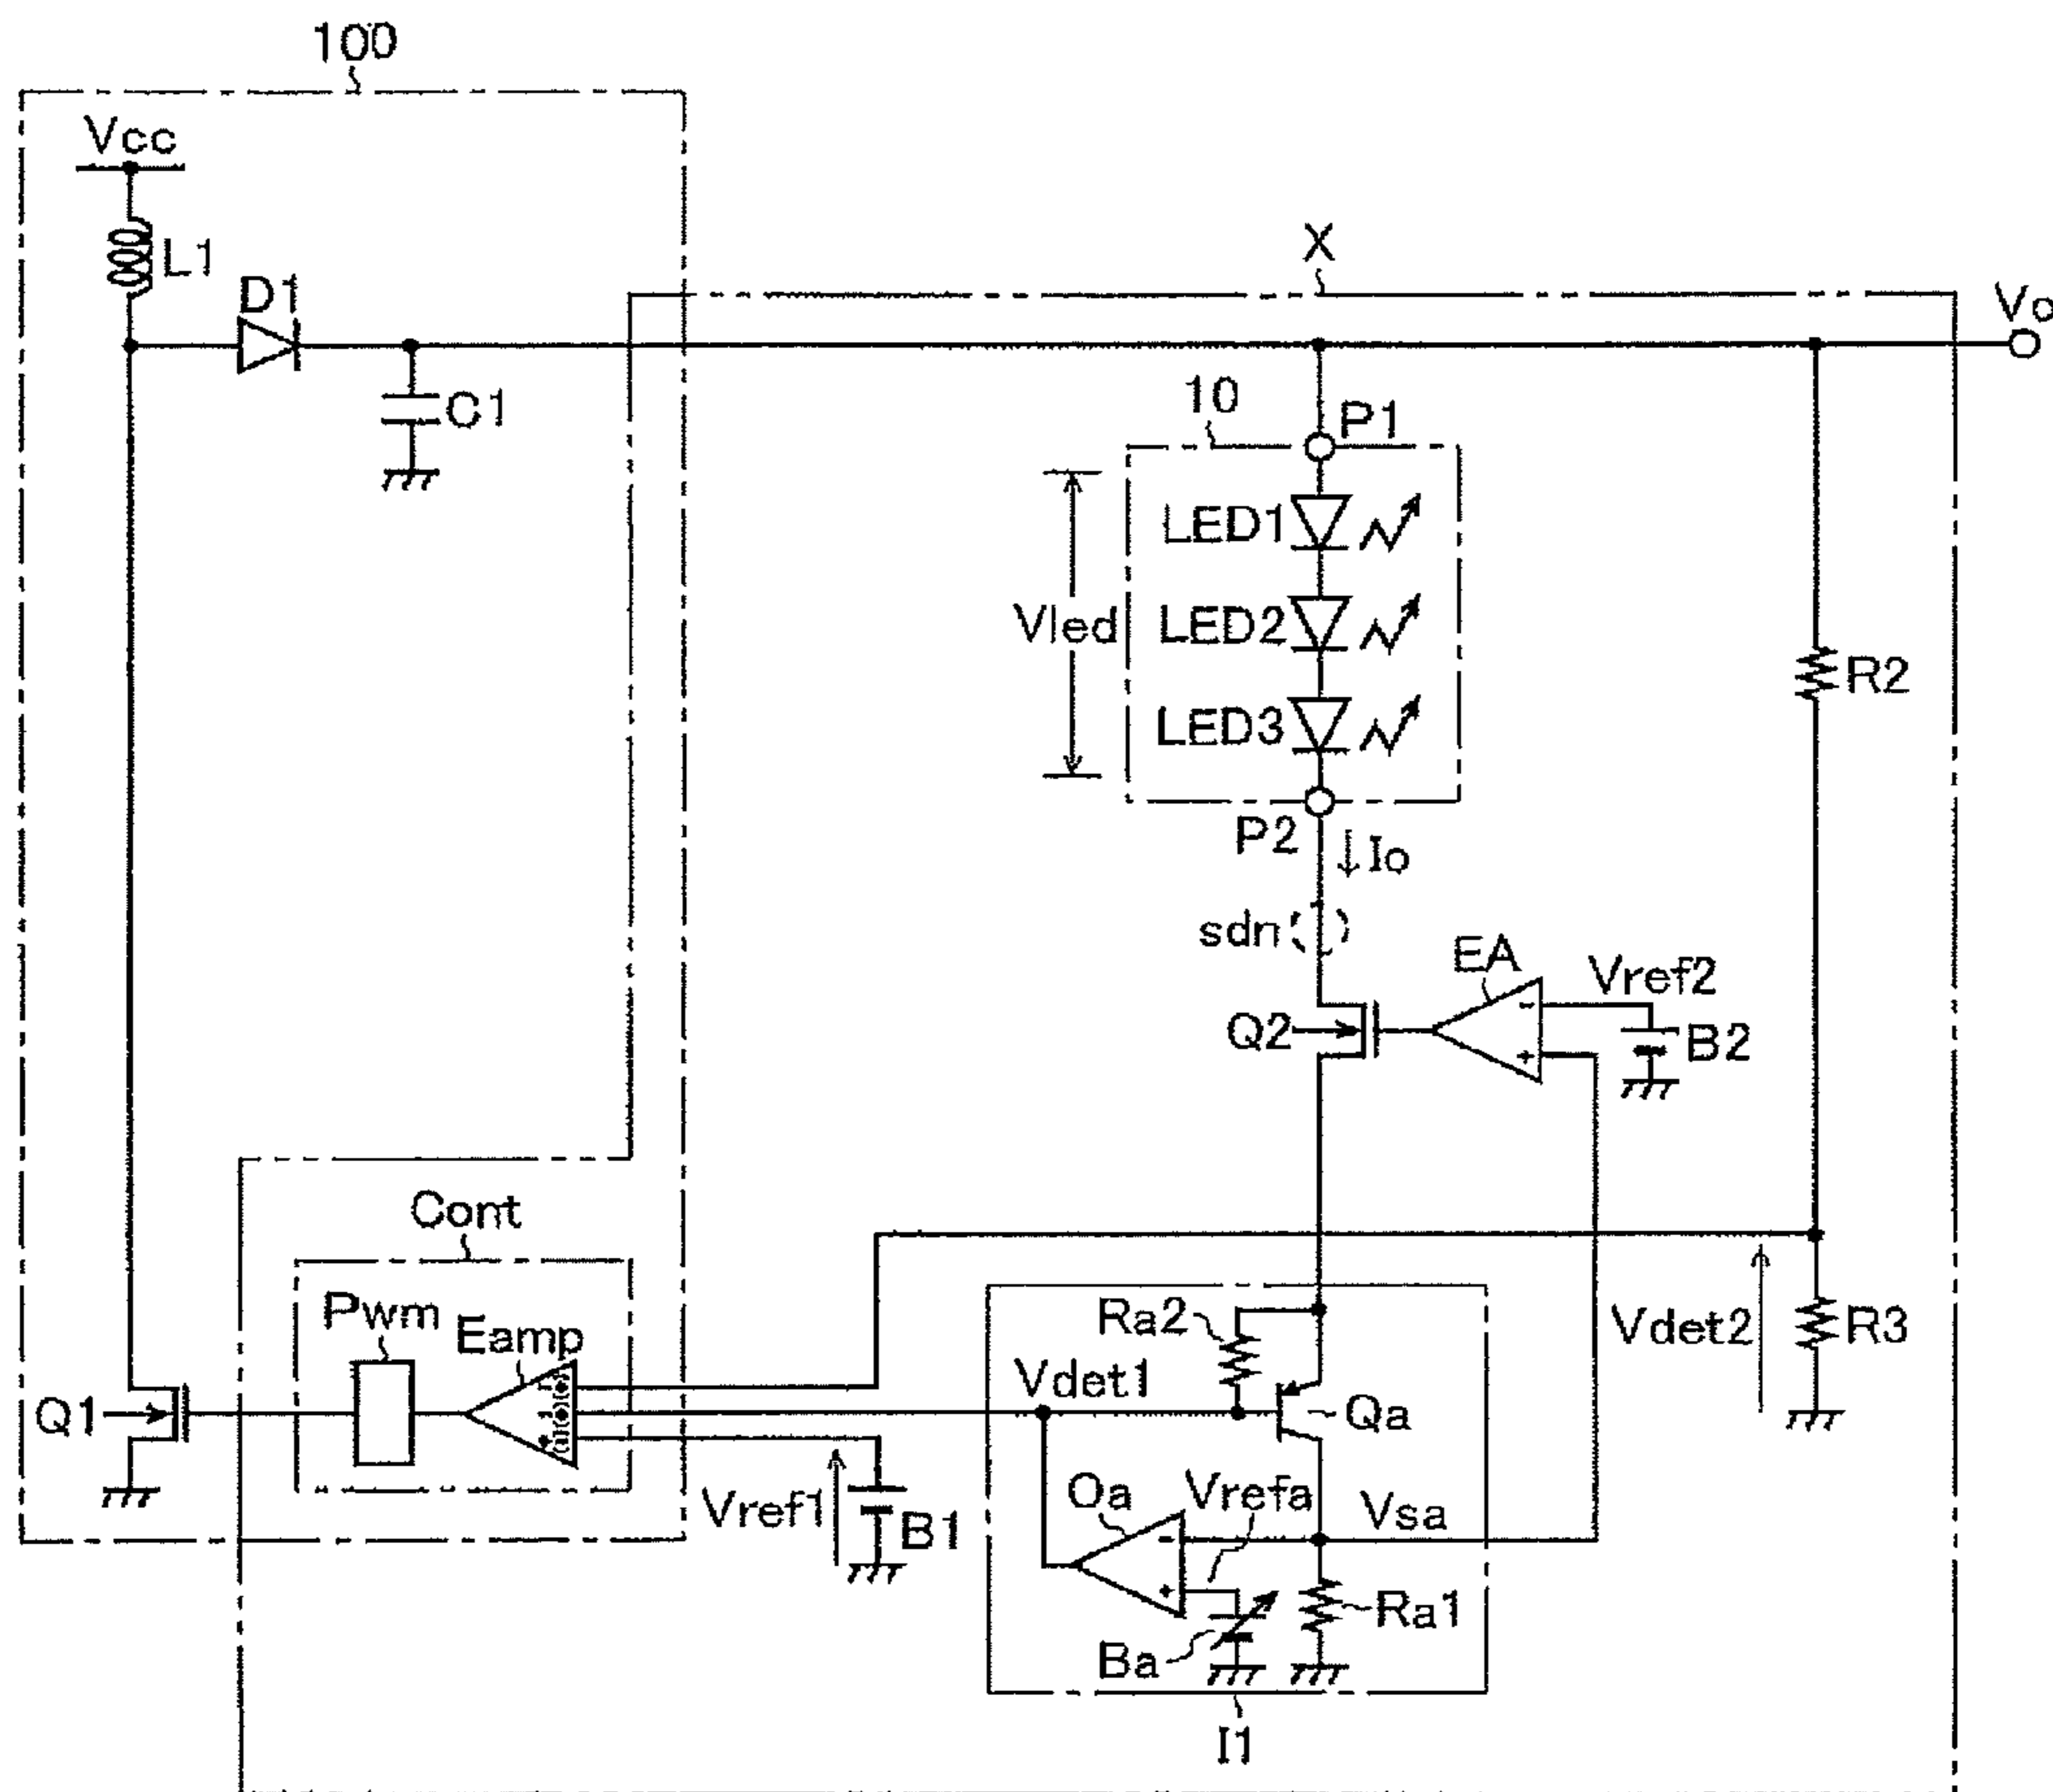 100
Vcc
L1
D1
C1
X
Vo
10
P1
LED1
Vled
LED2
LED3
R2
P2
Io
sdn
EA
Vref2
Q2
B2
Cont
Pwm
Eamp
Ra2
Vdet1
Vdet2
R3
Q1
Qa
Vref1
B1
Oa
Vrefa
Vsa
Ra1
Ba
I1